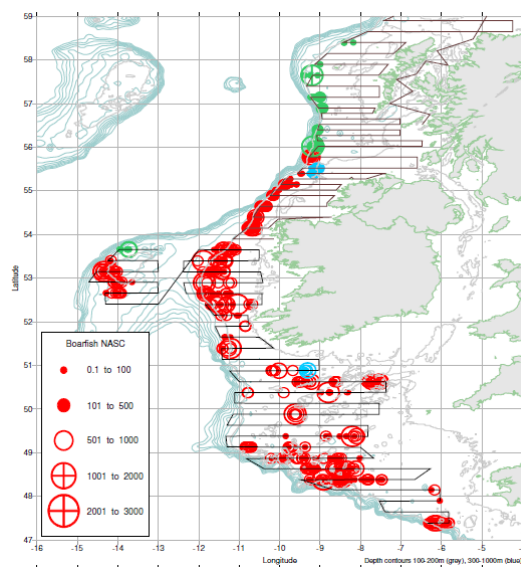 59
58
57
56
55
54
53
52
51
50
49
48
47
Latitude
Boarfish NASC
0.1 to 100
101 to 500
501 to 1000
1001 to 2000
2001 to 3000
-16 -15 -14 -13 -12 -11 -10 -9 -8 -7 -6 -5 -4
Longitude
Depth contours 100-200m (gray), 300-1000m (blue